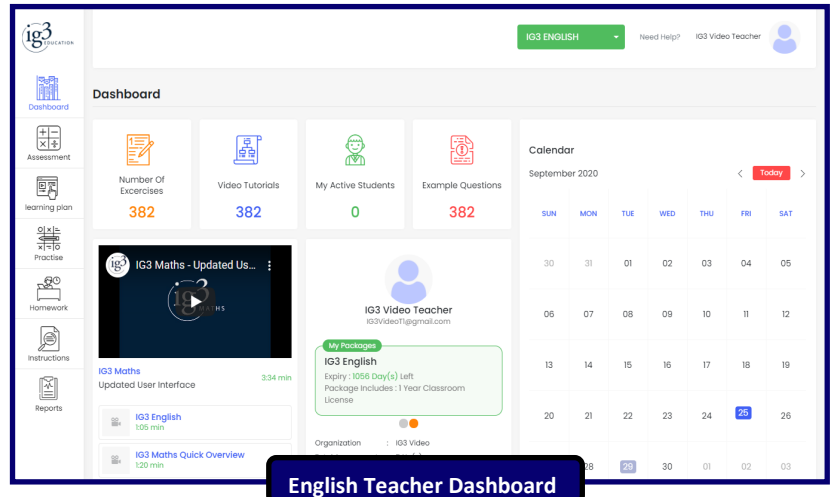 ig3
EDUCATION
IG3 ENGLISH
Need Help?
IG3 Video Teacher
Dashboard
Assessment
learning plan
Practise
Homework
Instructions
Reports
Dashboard
Number Of
Excercises
382
Video Tutorials
382
My Active Students
0
Example Questions
382
ig3
IG3 Maths - Updated Us...
ig3
MATHS
IG3 Maths
Updated User Interface
3:34 min
IG3 English
1:05 min
IG3 Maths Quick Overview
1:20 min
IG3 Video Teacher
IG3VideoT1@gmail.com
My Packages
IG3 English
Expiry : 1056 Day(s) Left
Package Includes : 1 Year Classroom
License
Organization : IG3 Video
Calendar
September 2020
< Today >
SUN MON TUE WED THU FRI SAT
30 31 01 02 03 04 05
06 07 08 09 10 11 12
13 14 15 16 17 18 19
20 21 22 23 24 25 26
28 29 30 01 02 03
English Teacher Dashboard